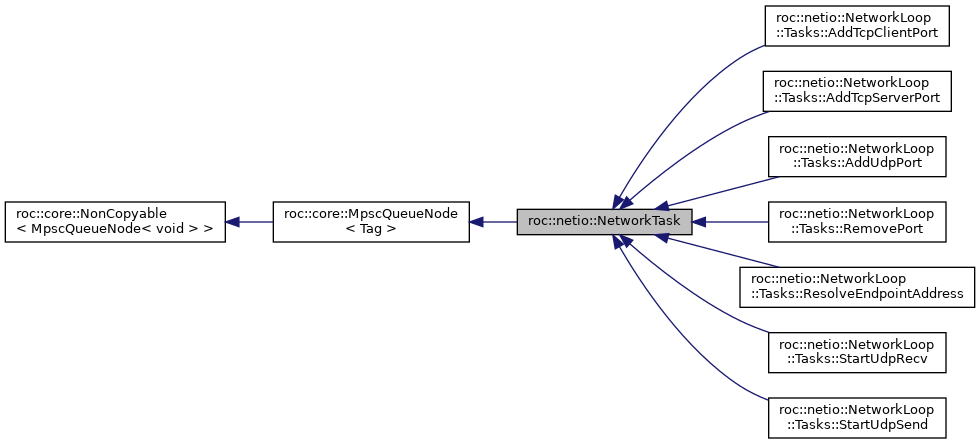 roc::netio::NetworkLoop
::Tasks::AddTcpClientPort
roc::netio::NetworkLoop
::Tasks::AddTcpServerPort
roc::netio::NetworkLoop
::Tasks::AddUdpPort
roc::core::NonCopyable
< MpscQueueNode< void > >
roc::core::MpscQueueNode
< Tag >
roc::netio::NetworkTask
roc::netio::NetworkLoop
::Tasks::RemovePort
roc::netio::NetworkLoop
::Tasks::ResolveEndpointAddress
roc::netio::NetworkLoop
::Tasks::StartUdpRecv
roc::netio::NetworkLoop
::Tasks::StartUdpSend